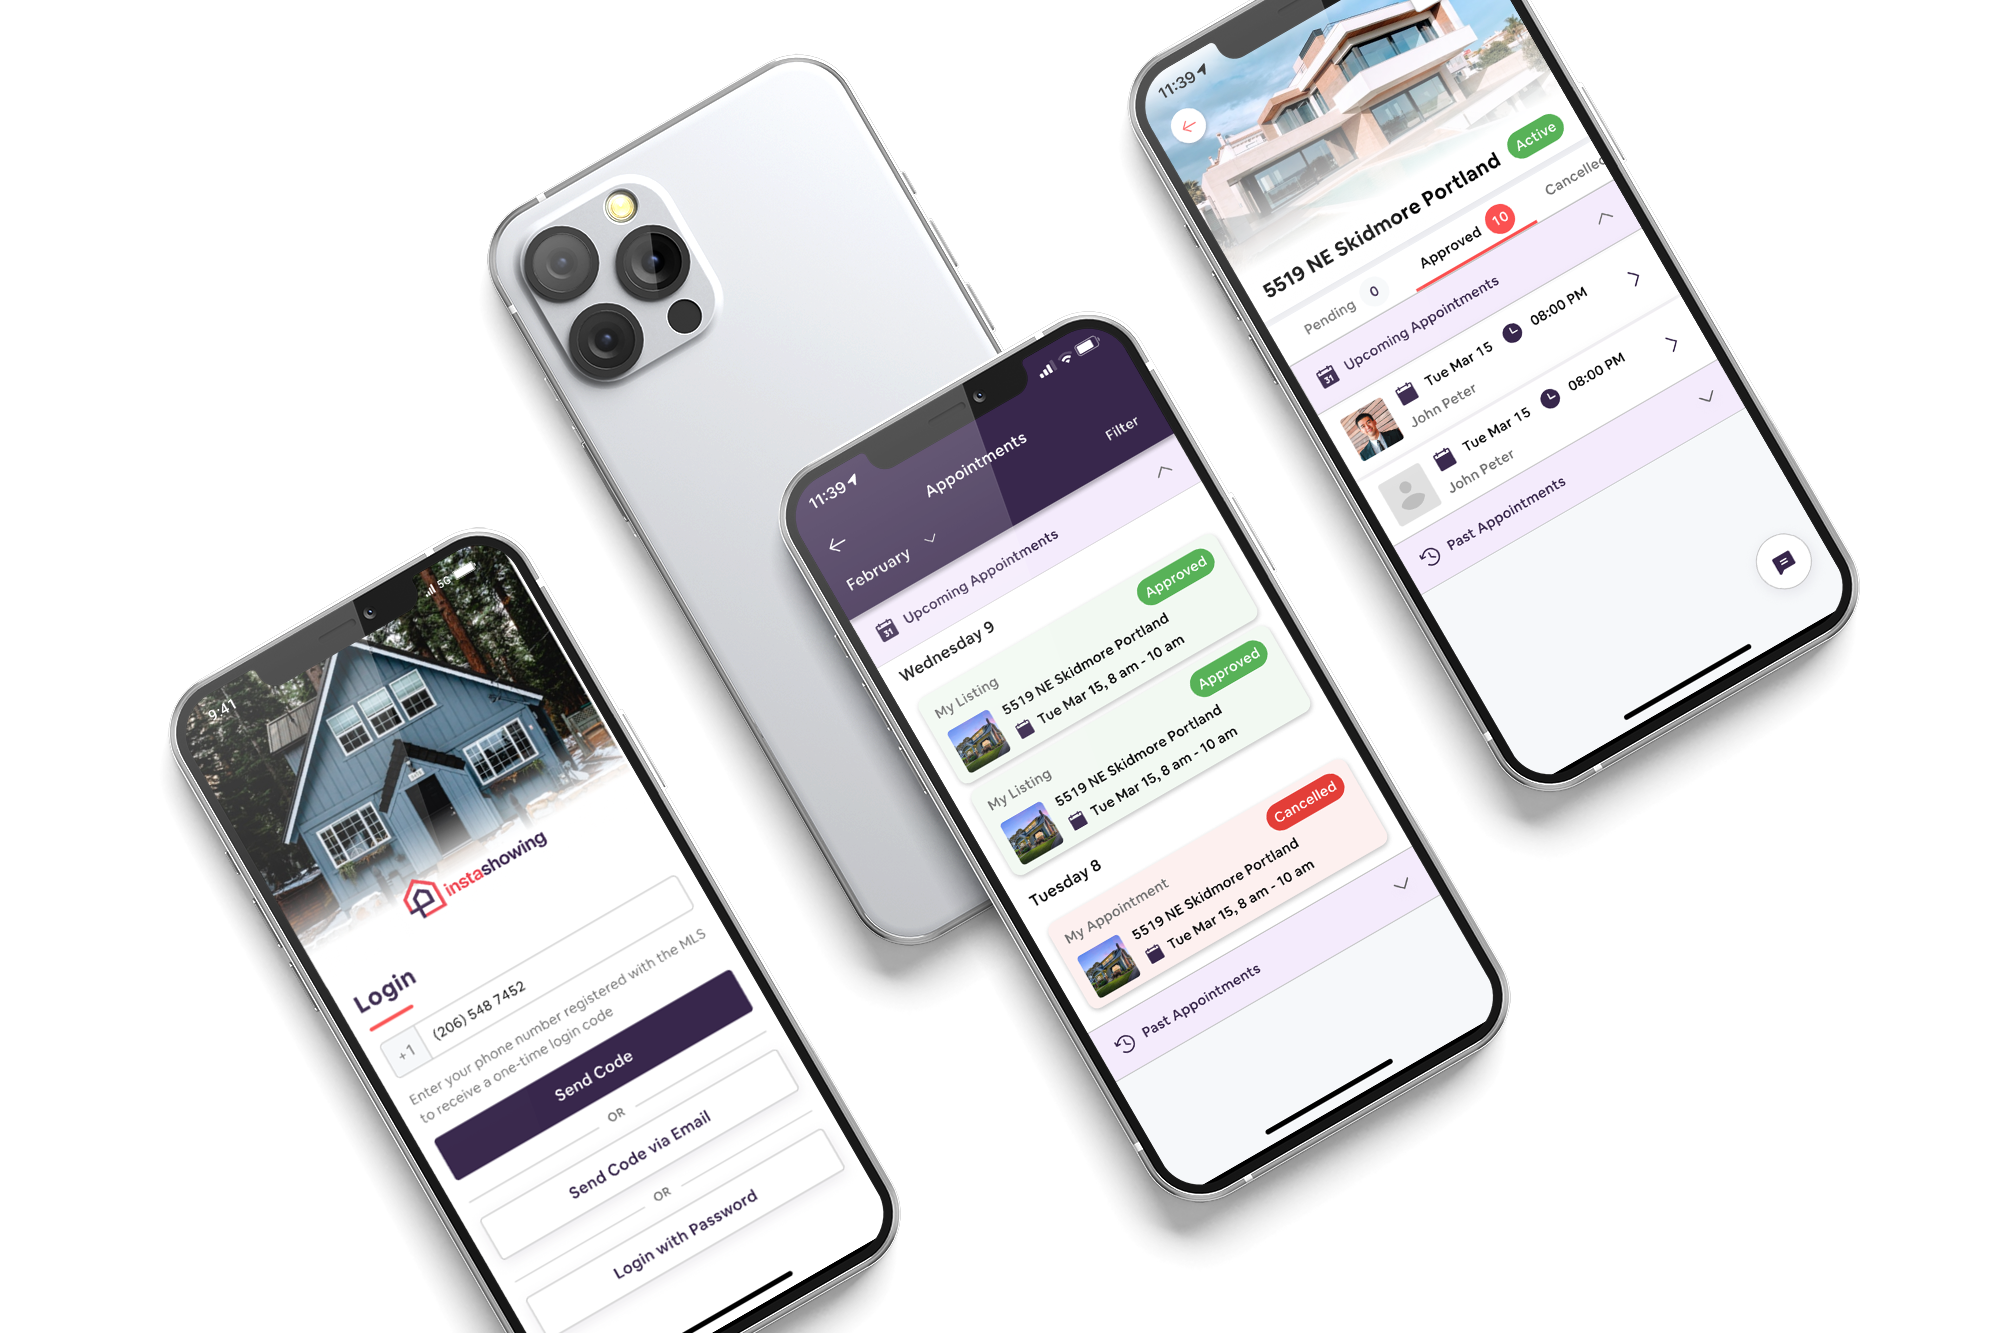 9:41
5G
instashowing
Login
+1
(206) 548 7452
Enter your phone number registered with the MLS
to receive a one-time login code
Send Code
OR
Send Code via Email
OR
Login with Password
11:39
Appointments
Filter
February
31
Upcoming Appointments
Wednesday 9
My Listing
Approved
5519 NE Skidmore Portland
Tue Mar 15, 8 am - 10 am
My Listing
Approved
5519 NE Skidmore Portland
Tue Mar 15, 8 am - 10 am
Tuesday 8
My Appointment
Cancelled
5519 NE Skidmore Portland
Tue Mar 15, 8 am - 10 am
Past Appointments
11:39
5519 NE Skidmore Portland
Active
Pending 0
Approved 10
Cancelled
31
Upcoming Appointments
Tue Mar 15 08:00 PM
John Peter
Tue Mar 15 08:00 PM
John Peter
Past Appointments